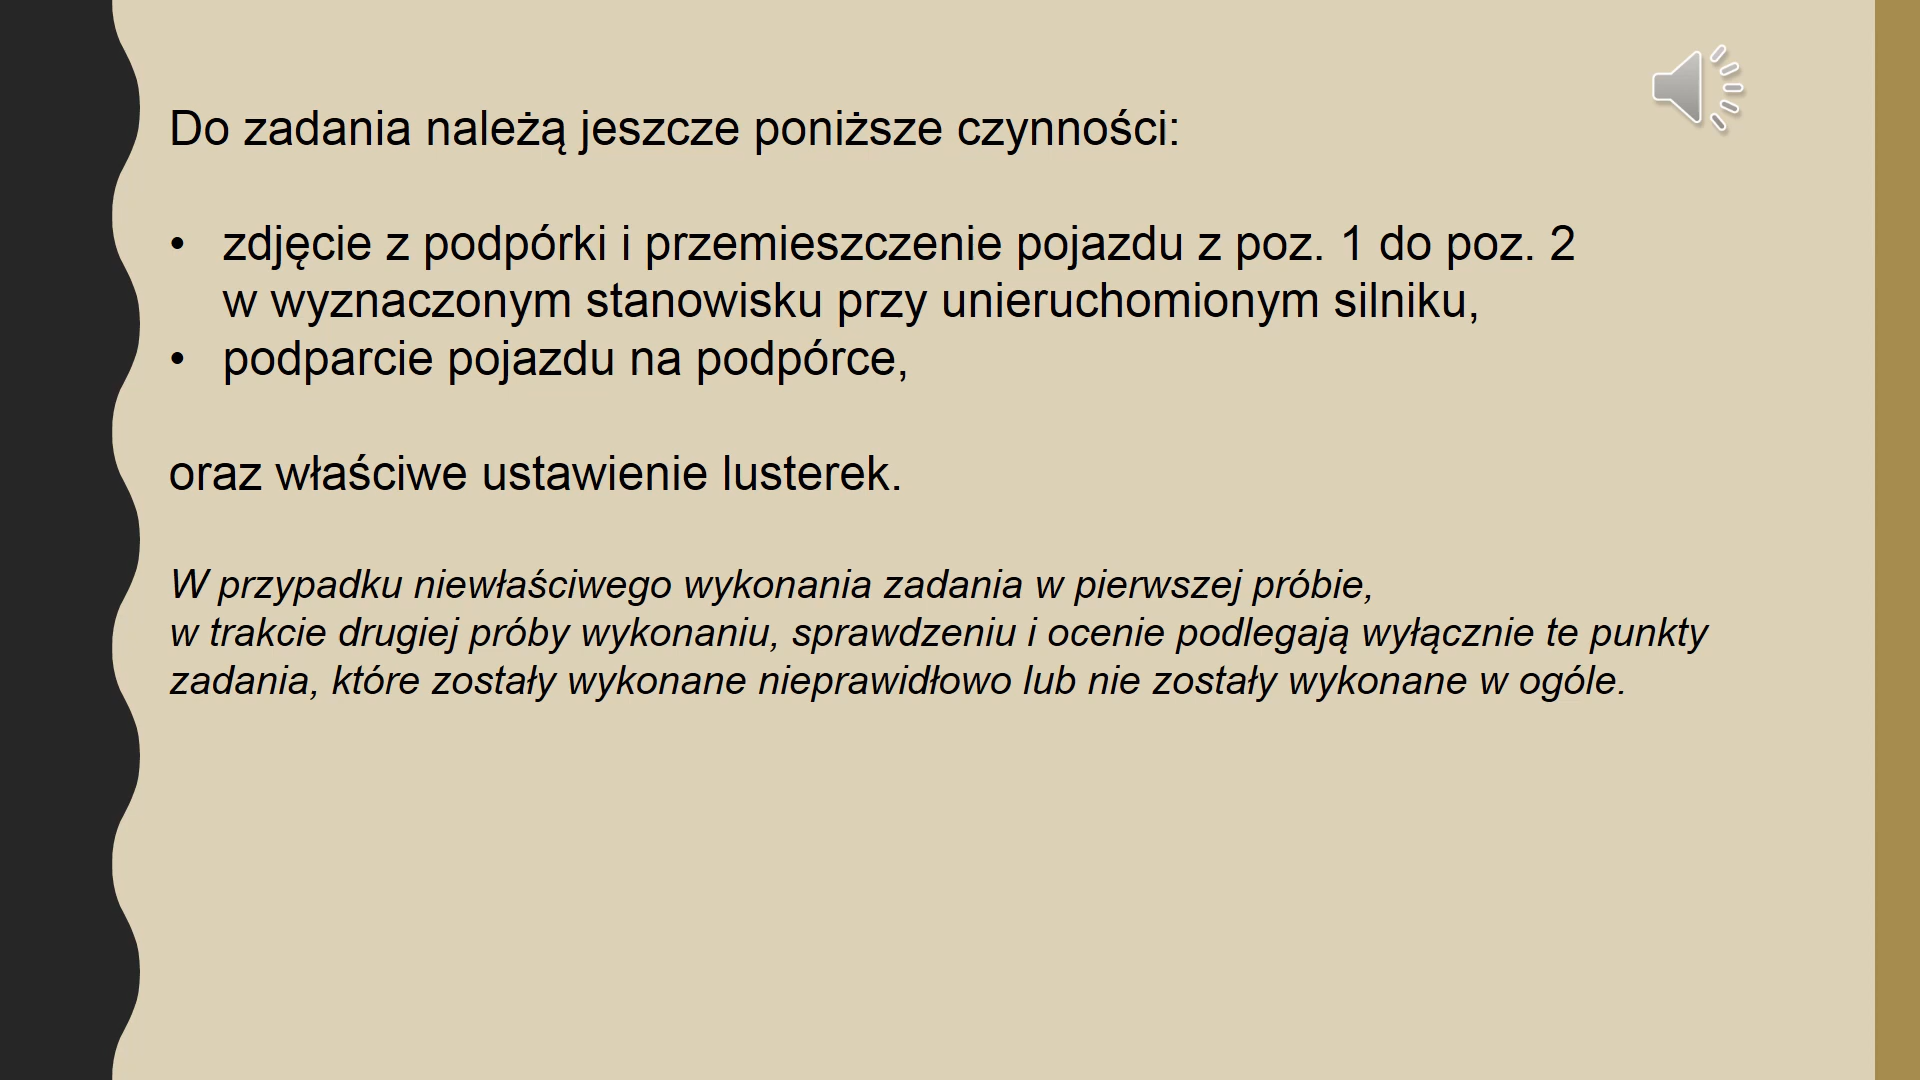 Do zadania należą jeszcze poniższe czynności:
• zdjęcie z podpórki i przemieszczenie pojazdu z poz. 1 do poz. 2
w wyznaczonym stanowisku przy unieruchomionym silniku,
• podparcie pojazdu na podpórce,
oraz właściwe ustawienie lusterek.
W przypadku niewłaściwego wykonania zadania w pierwszej próbie,
w trakcie drugiej próby wykonaniu, sprawdzeniu i ocenie podlegają wyłącznie te punkty
zadania, które zostały wykonane nieprawidłowo lub nie zostały wykonane w ogóle.